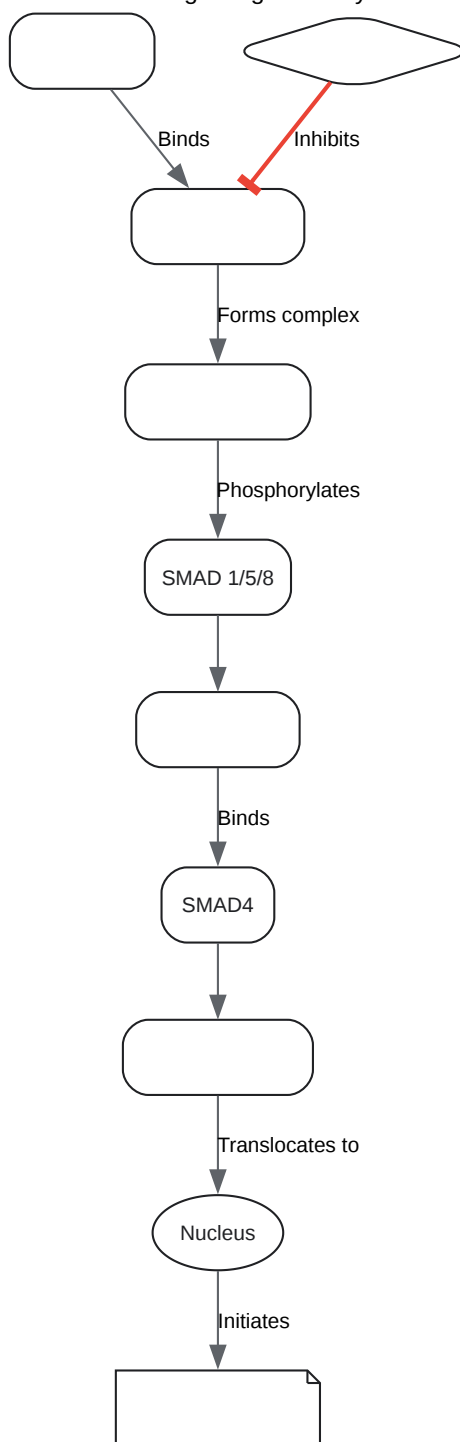 Binds
Inhibits
Forms complex
Phosphorylates
SMAD 1/5/8
Binds
SMAD4
Translocates to
Nucleus
Initiates